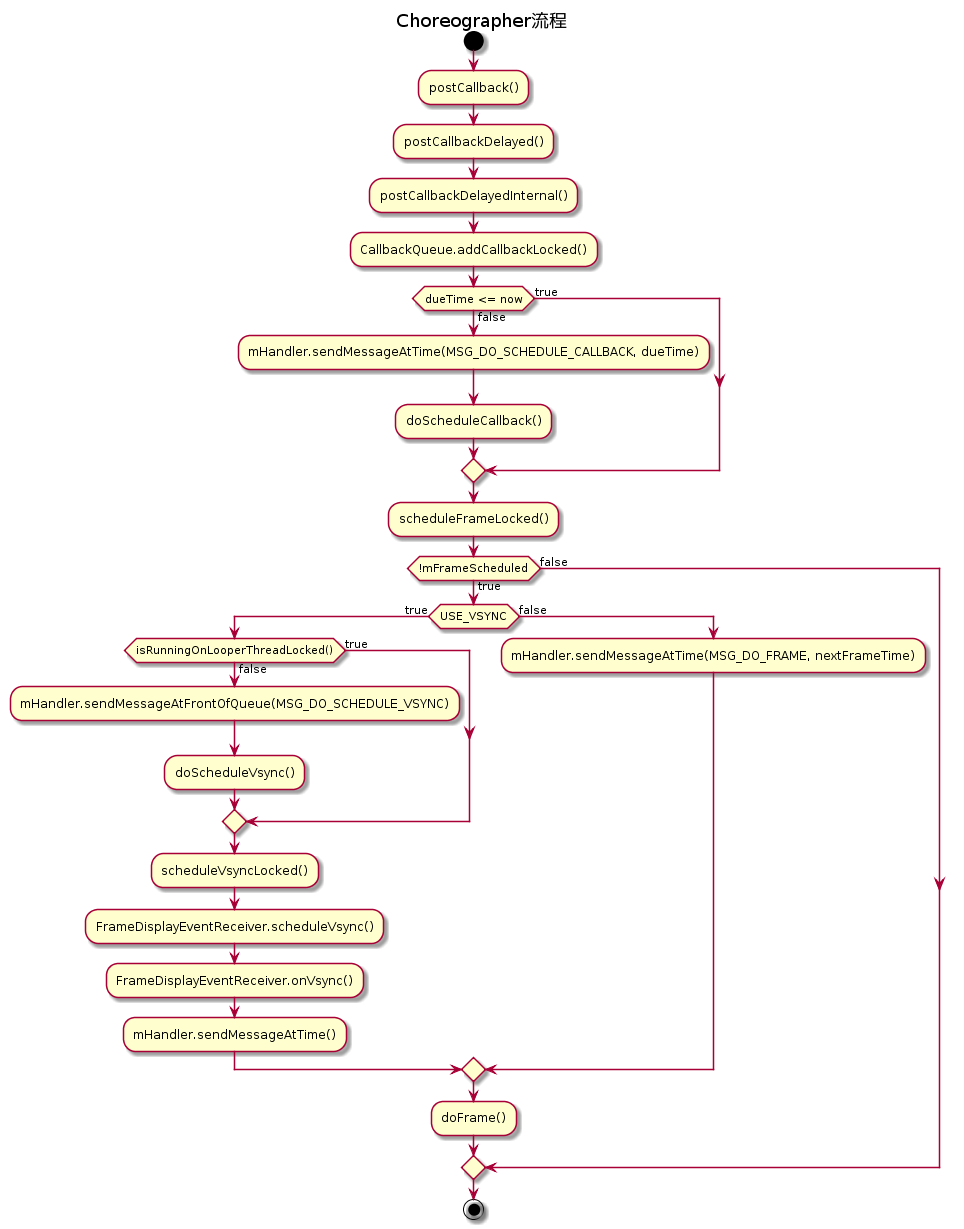 Choreographer流程
postCallback()
postCallbackDelayed()
postCallbackDelayedInternal()
CallbackQueue.addCallbackLocked()
dueTime <= now
true
false
mHandler.sendMessageAtTime(MSG_DO_SCHEDULE_CALLBACK, dueTime)
doScheduleCallback()
scheduleFrameLocked()
!mFrameScheduled
false
true
true
USE_VSYNC
false
isRunningOnLooperThreadLocked()
true
false
mHandler.sendMessageAtTime(MSG_DO_FRAME, nextFrameTime)
mHandler.sendMessageAtFrontOfQueue(MSG_DO_SCHEDULE_VSYNC)
doScheduleVsync()
scheduleVsyncLocked()
FrameDisplayEventReceiver.scheduleVsync()
FrameDisplayEventReceiver.onVsync()
mHandler.sendMessageAtTime()
doFrame()